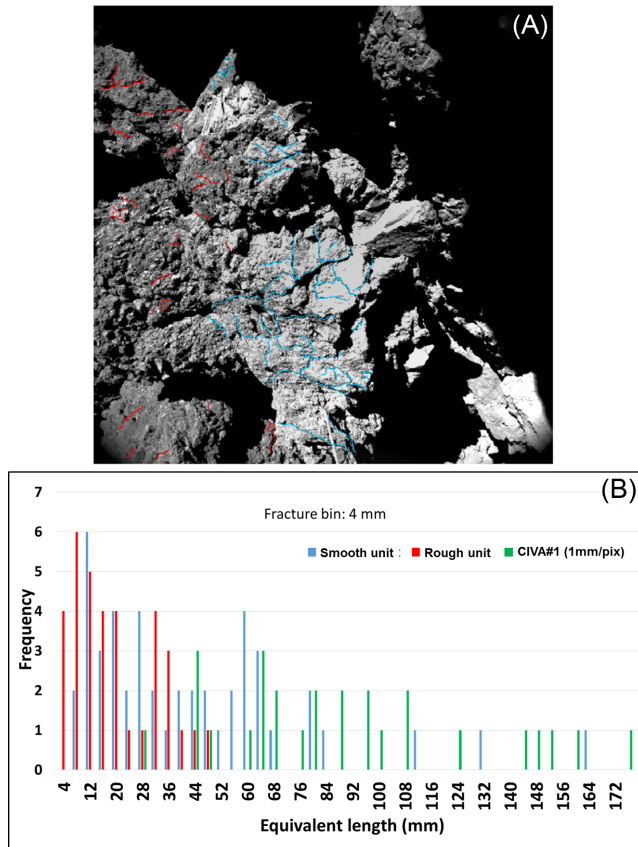 (A)
(B)
7
6
5
4
3
2
1
0
Frequency
Fracture bin: 4 mm
Smooth unit :
Rough unit
CIVA#1 (1mm/pix)
4 12 20 28 36 44 52 60 68 76 84 92 100 108 116 124 132 140 148 156 164 172
Equivalent length (mm)